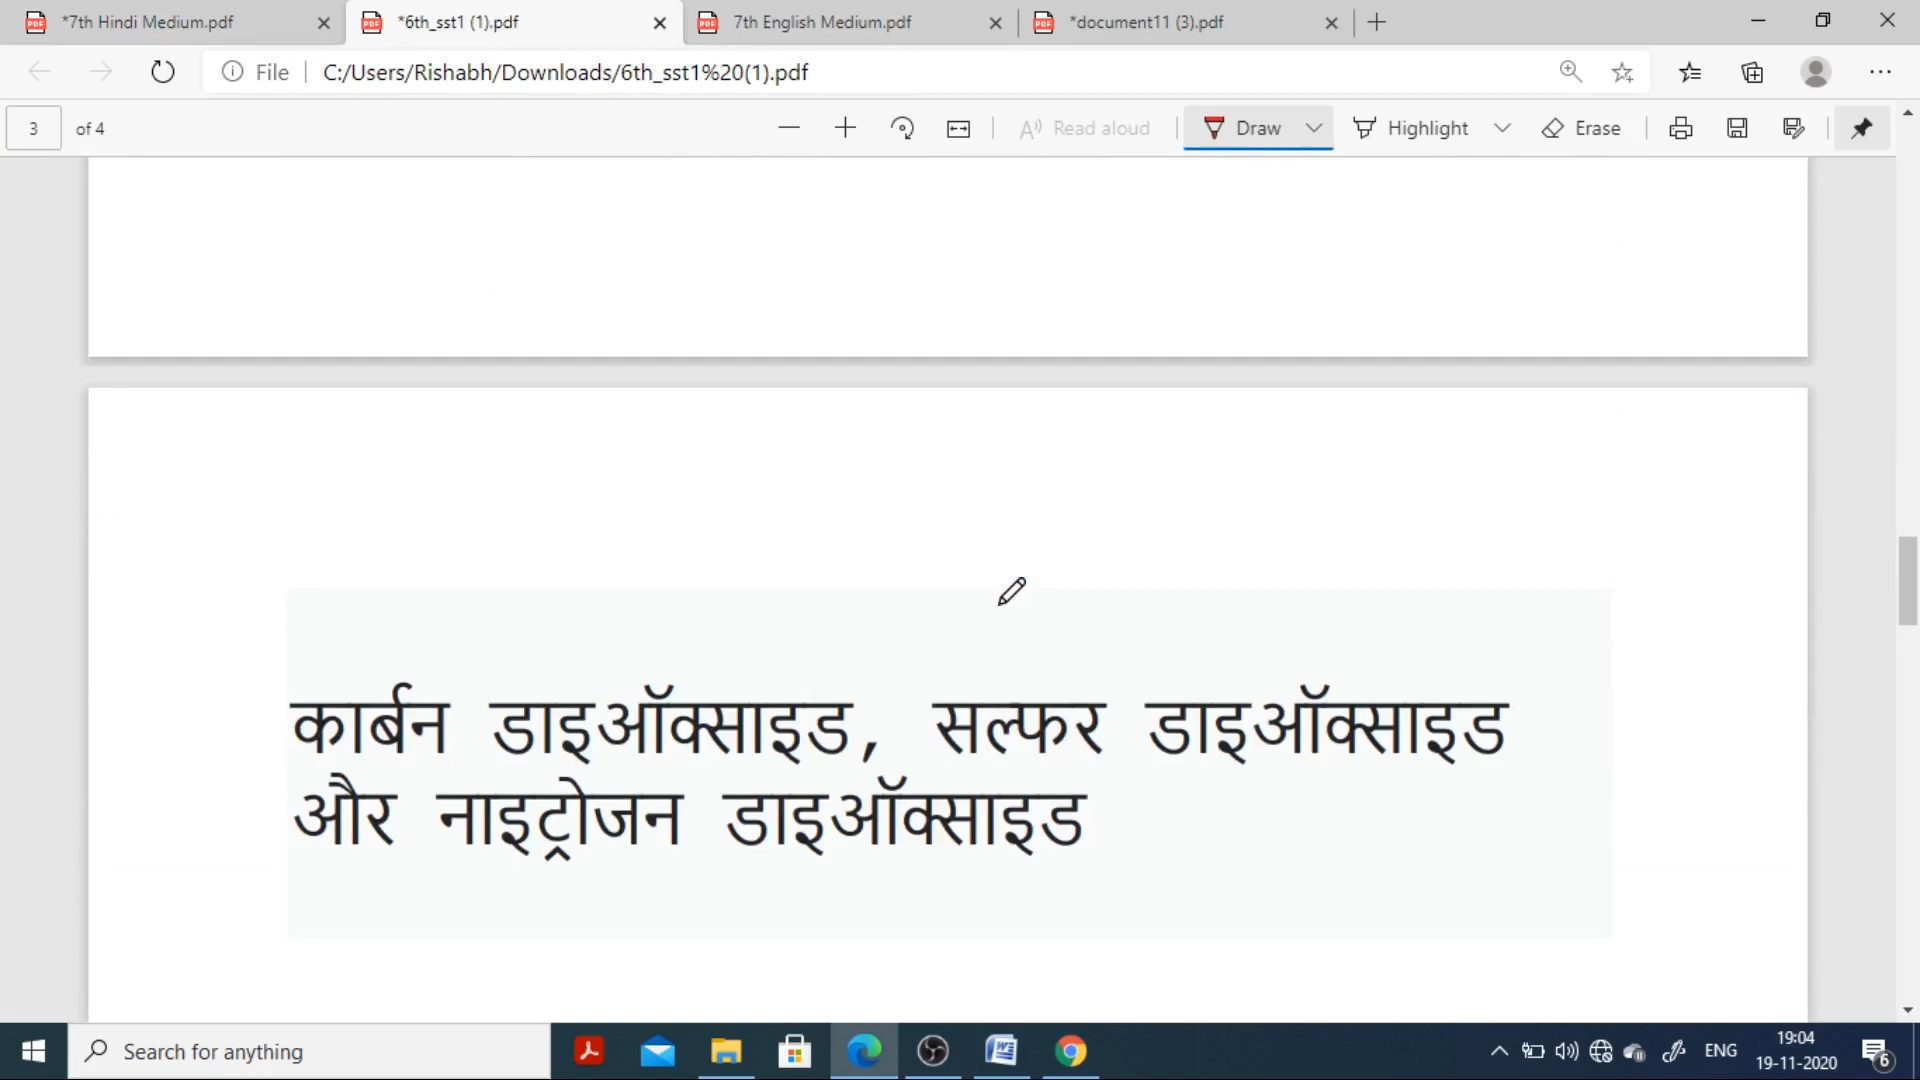 *7th Hindi Medium.pdf
*6th_sst1 (1).pdf
7th English Medium.pdf
*document11 (3).pdf
File
C:/Users/Rishabh/Downloads/6th_sst1%20(1).pdf
3 of 4
Read aloud
Draw
Highlight
Erase
कार्बन डाइऑक्साइड, सल्फर डाइऑक्साइड
और नाइट्रोजन डाइऑक्साइड
Search for anything
ENG
19:04
19-11-2020
6